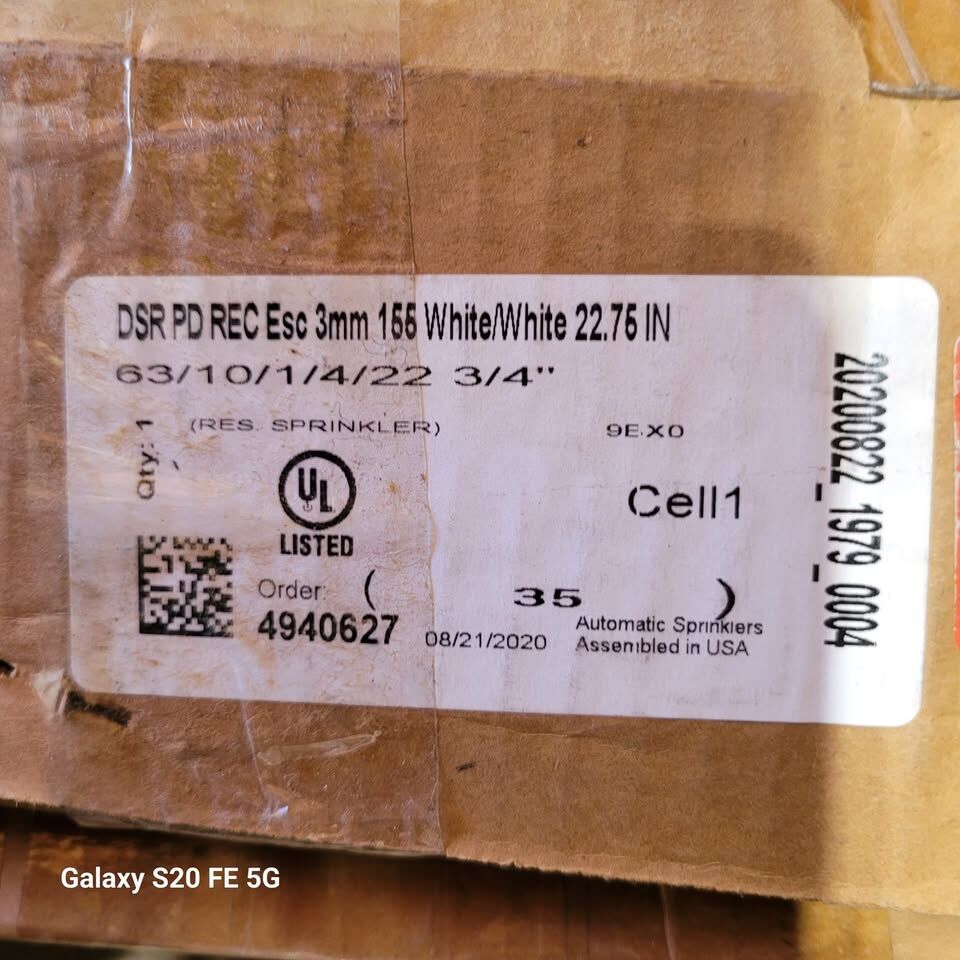 DSR PD REC Esc 3mm 155 White/White 22.75 IN
63/10/1/4/22 3/4"
(RES. SPRINKLER)
9E.X0
Qty: 1
UL
LISTED
Cell1
Order:
( 35 )
4940627
08/21/2020
Automatic Sprinklers
Assembled in USA
20200822_1979_0004
Galaxy S20 FE 5G